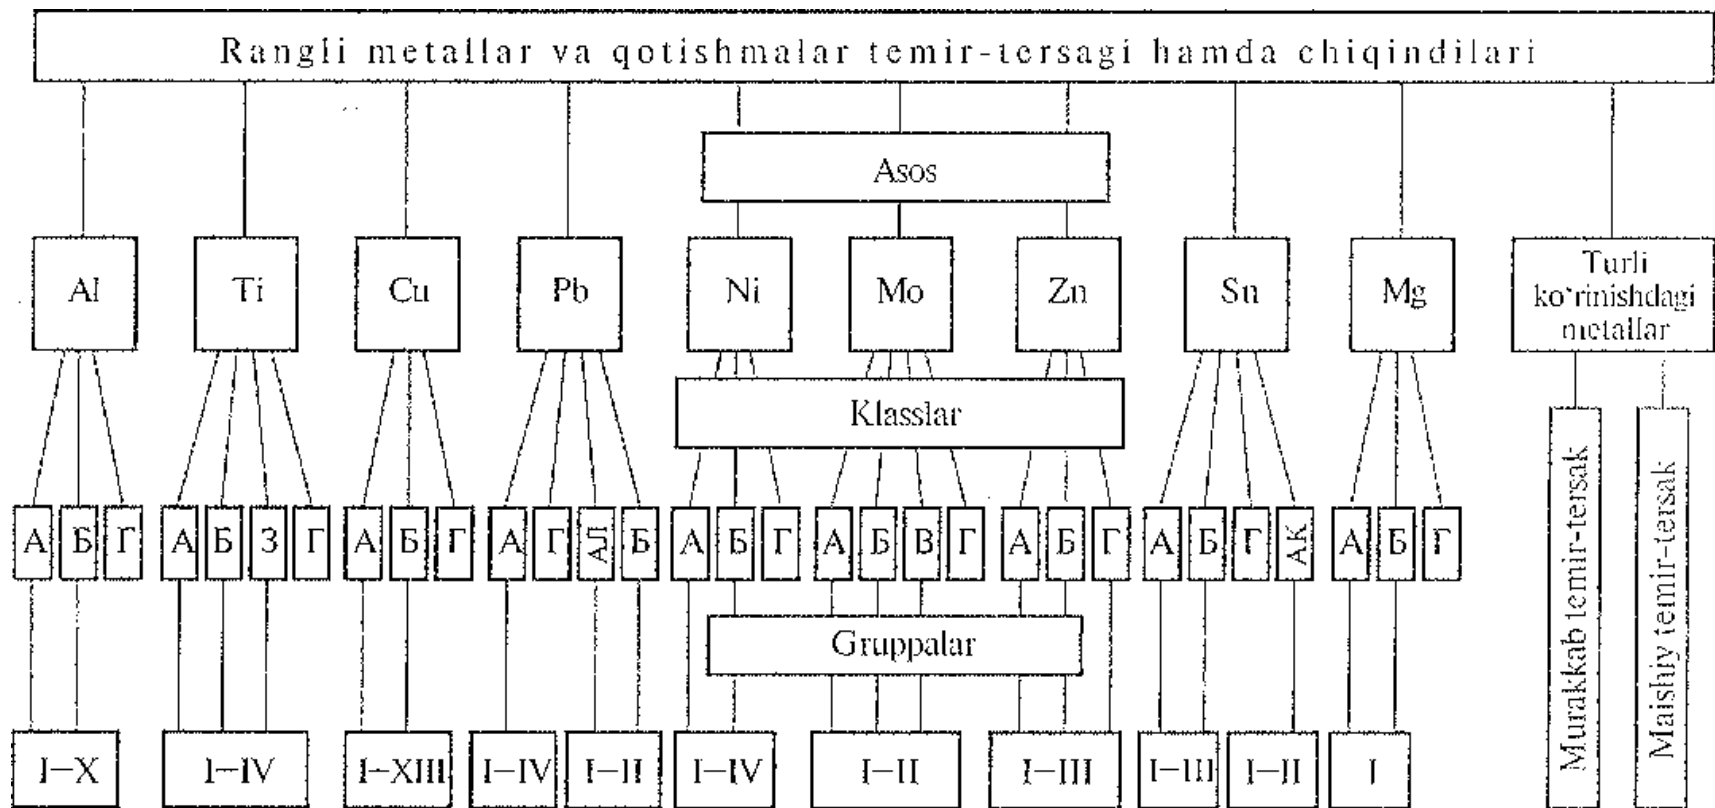 Rangli metallar va qotishmalar temir-tersagi hamda chiqindilari
Asos
Al Ti Cu Pb Ni Mo Zn Sn Mg
Turli
ko‘rinishdagi
metallar
Klasslar
А Б Г А Б З Г А Б Г А Г АЛ Б А Б Г А Б В Г А Б Г А Б Г АК А Б Г
Gruppalar
I–X I–IV I–XIII I–IV I–II I–IV I–II I–III I–III I–II I
Murakkab temir-tersak
Maishiy temir-tersak